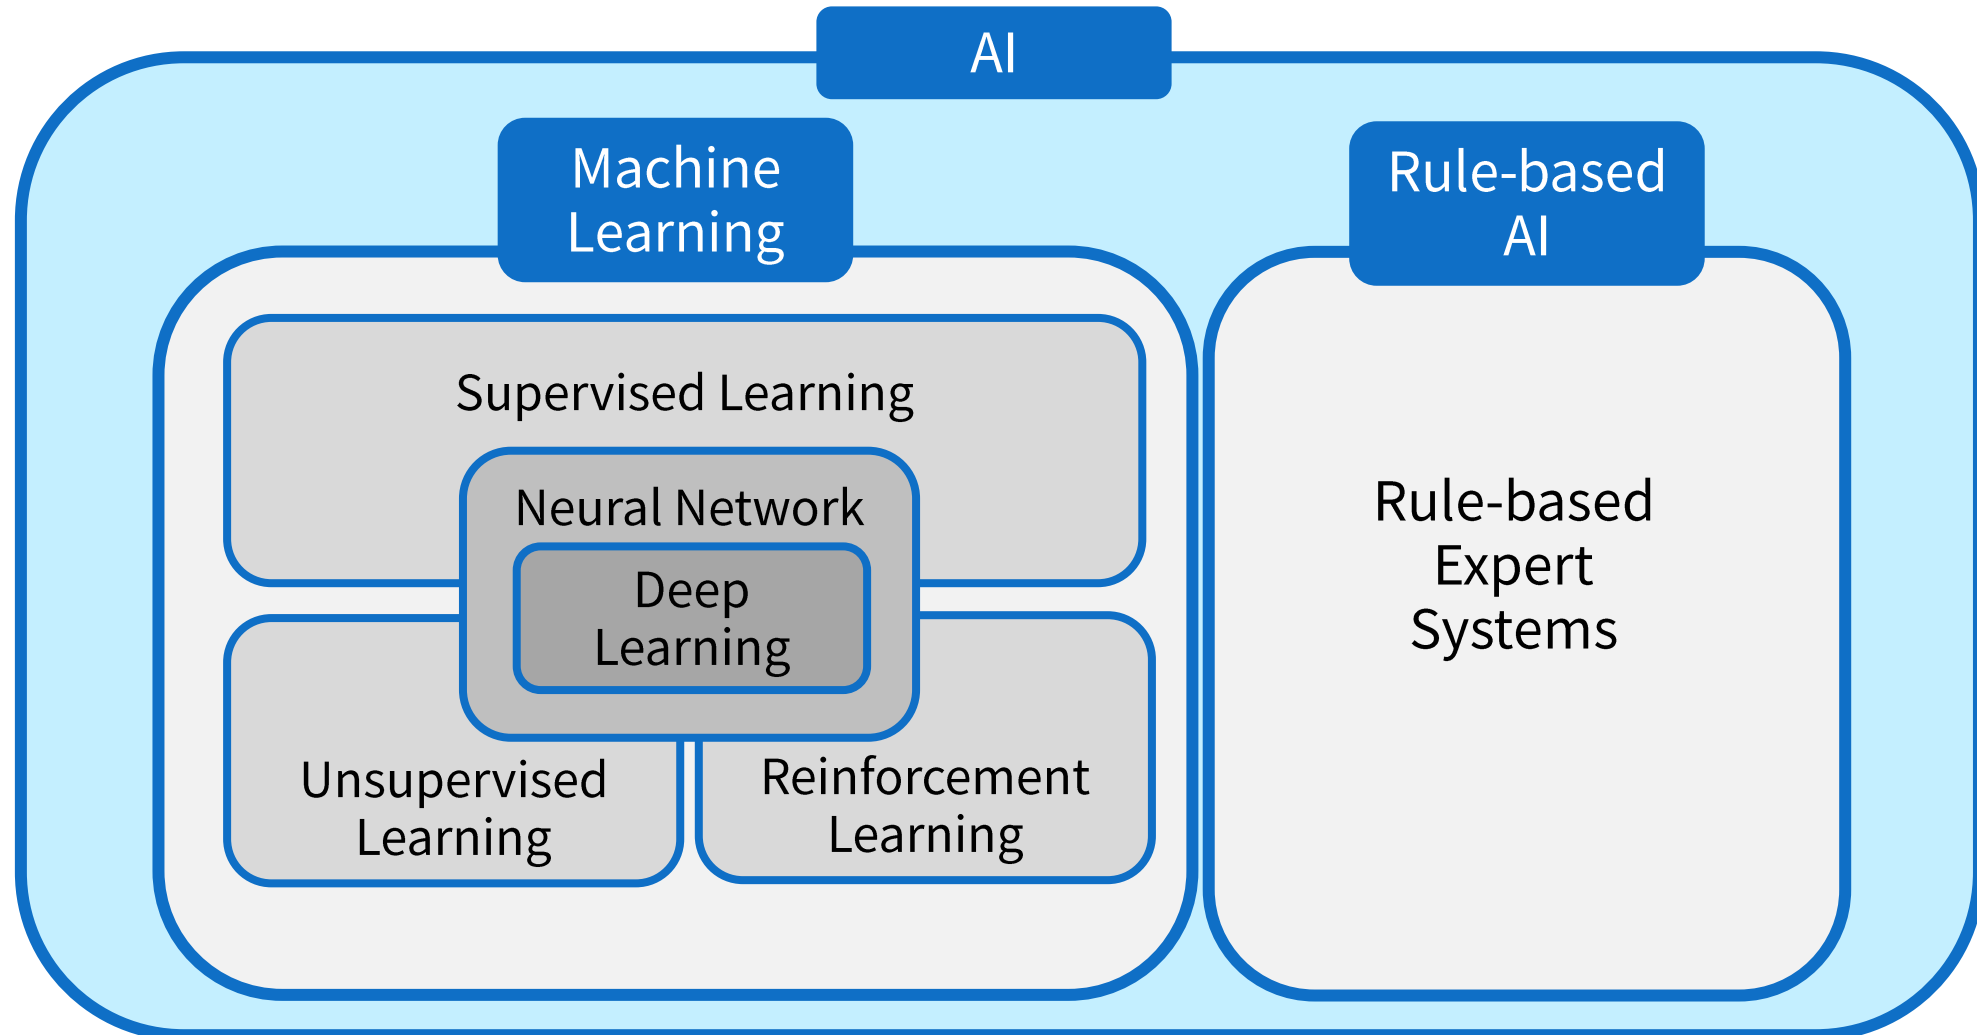 AI
Machine
Learning
Rule-based
AI
Supervised Learning
Neural Network
Deep
Learning
Unsupervised
Learning
Reinforcement
Learning
Rule-based
Expert
Systems